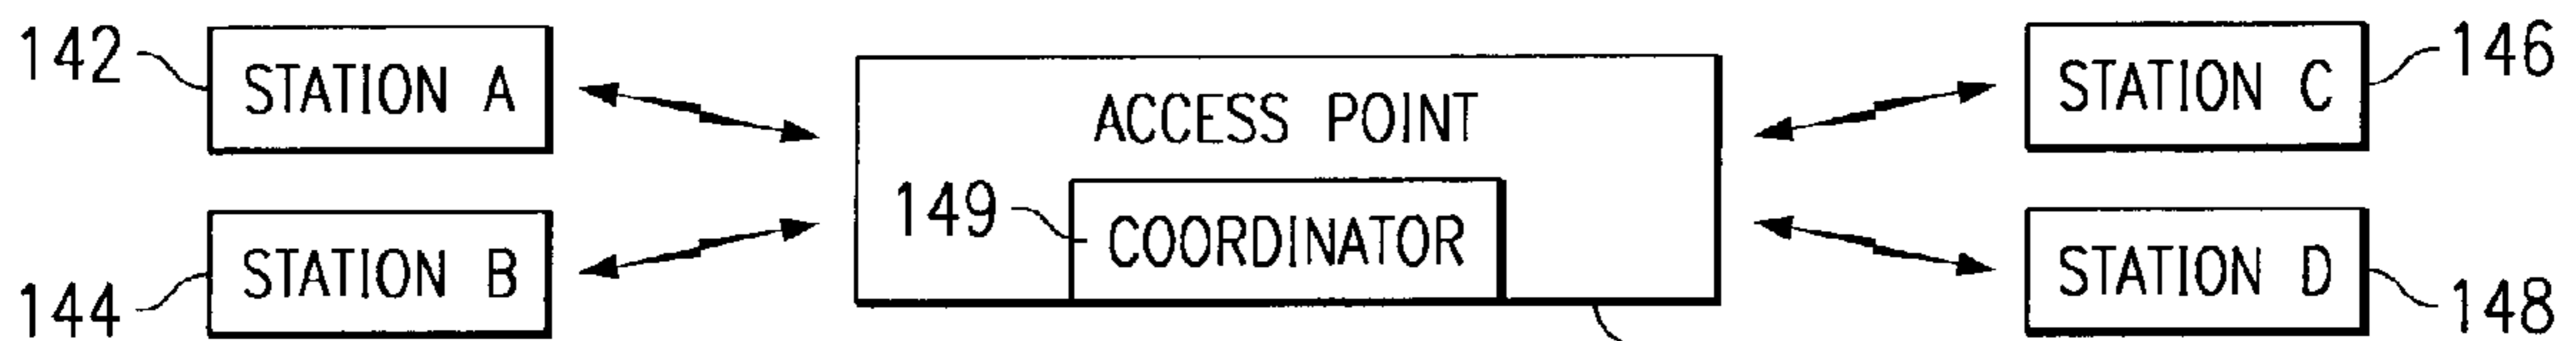 142
STATION A
144
STATION B
ACCESS POINT
149
COORDINATOR
STATION C
146
STATION D
148